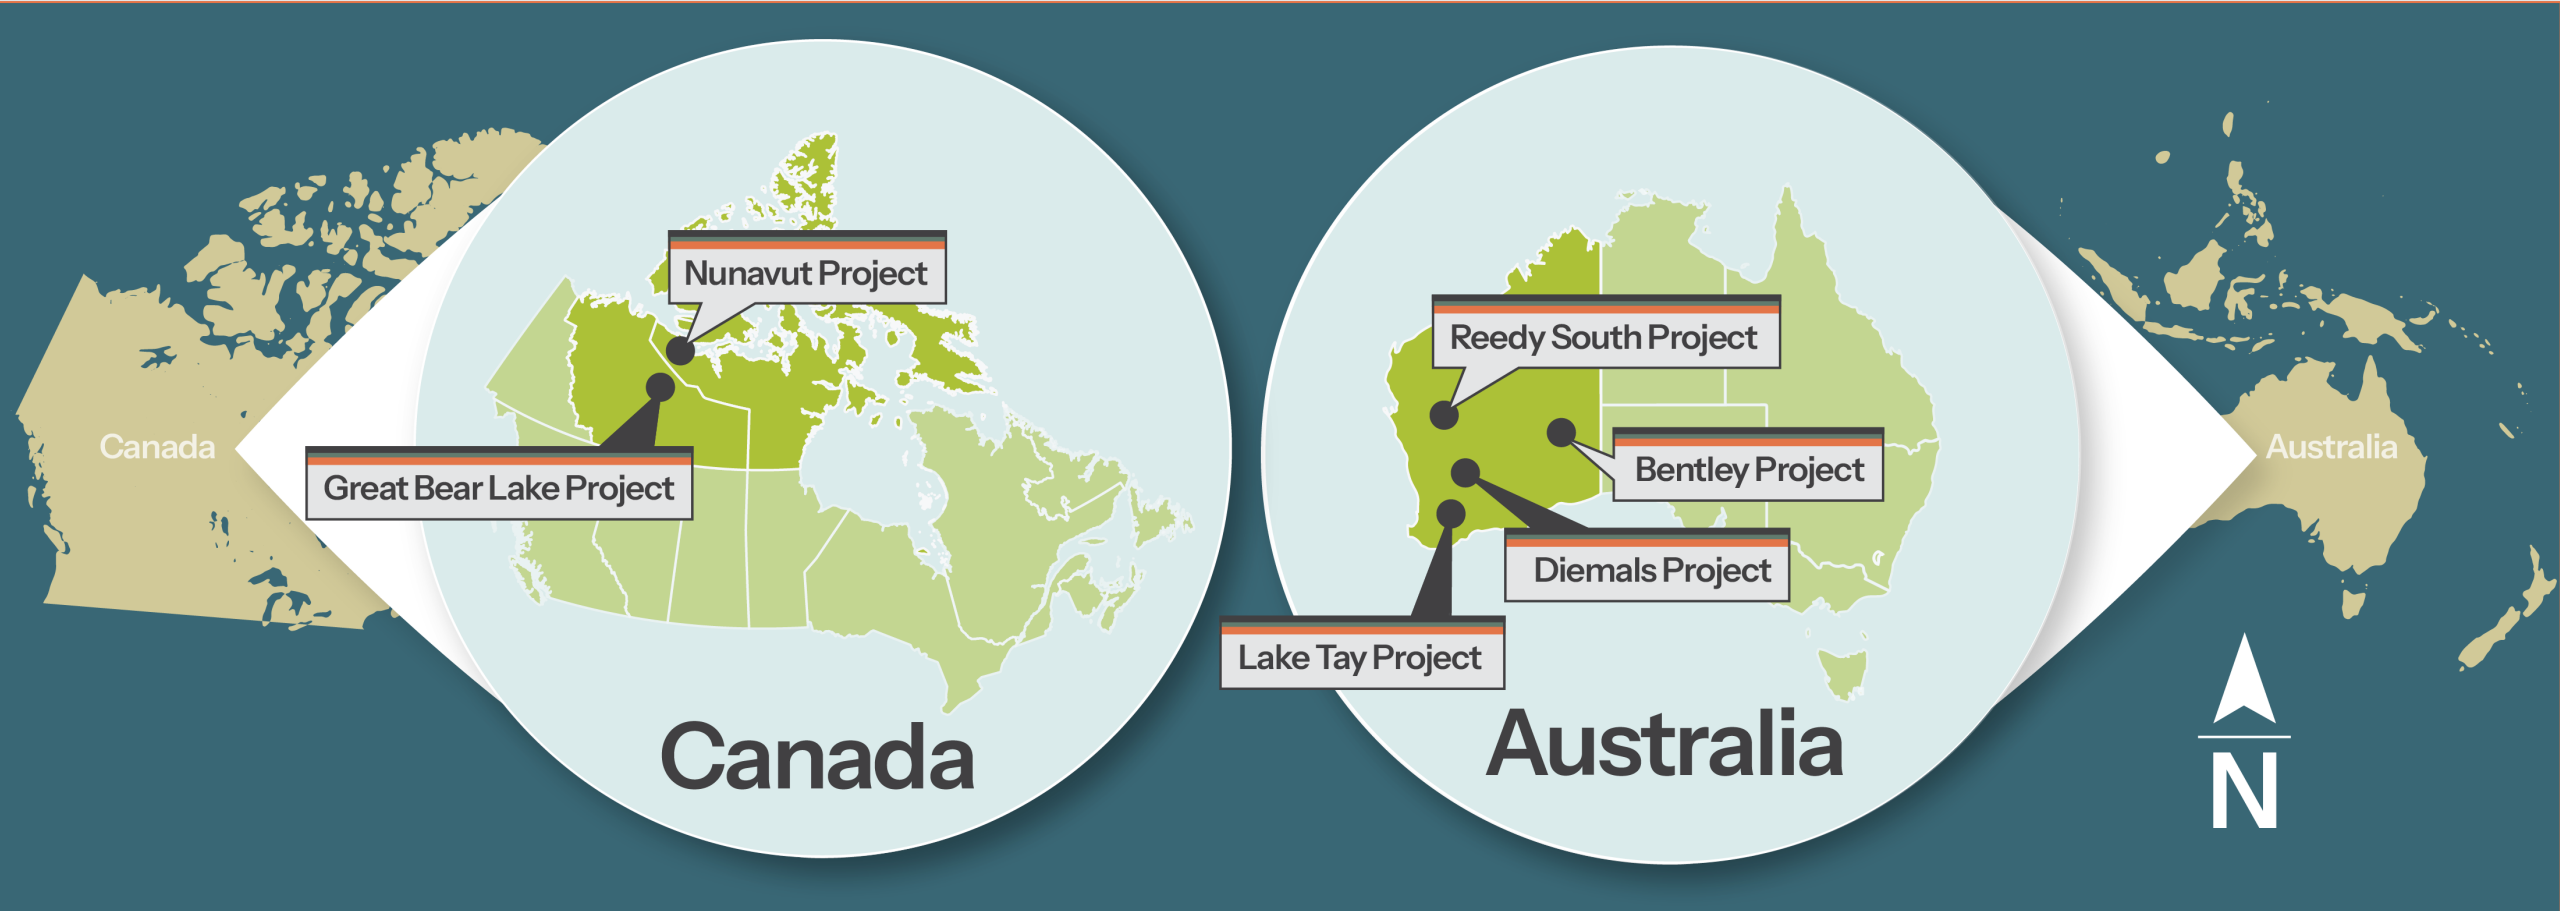 Canada
Nunavut Project
Great Bear Lake Project
Canada
Reedy South Project
Bentley Project
Diemals Project
Lake Tay Project
Australia
Australia
N